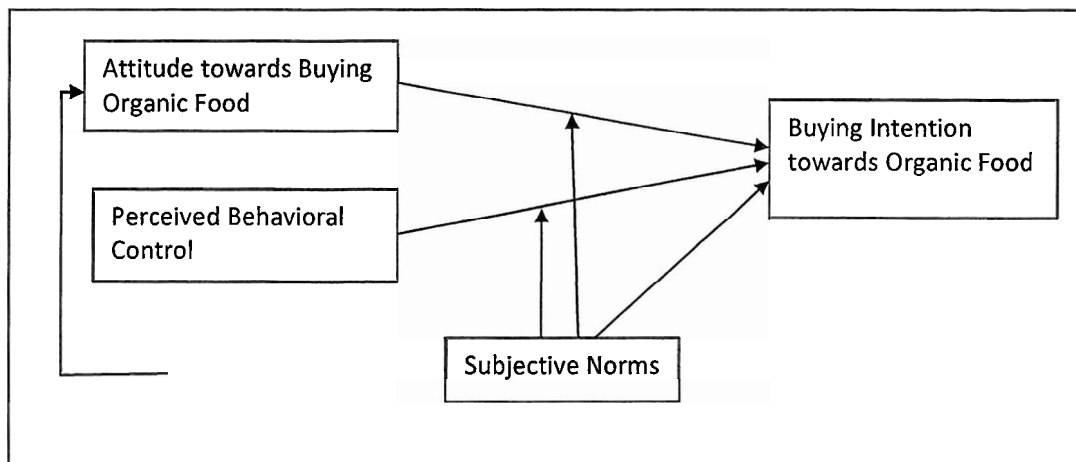 Attitude towards Buying
Organic Food
Buying Intention
towards Organic Food
Perceived Behavioral
Control
Subjective Norms